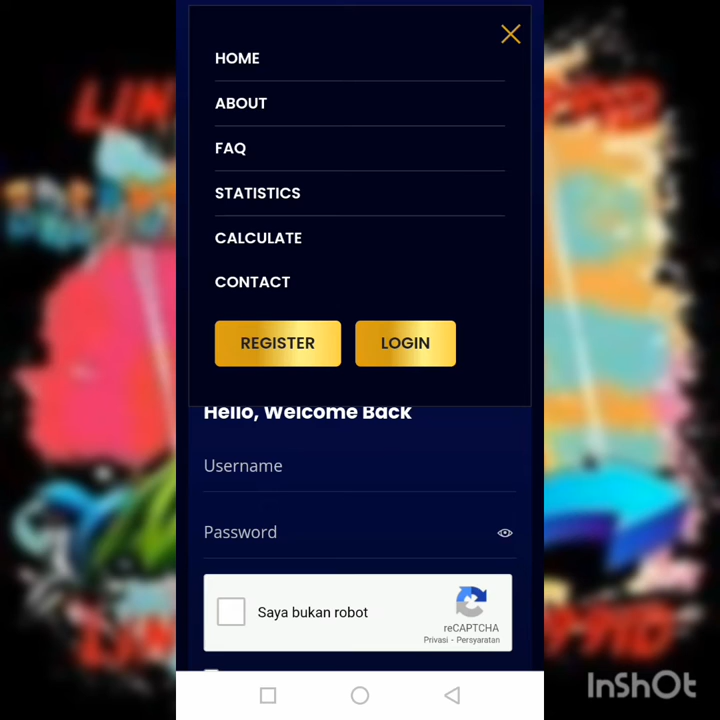 HOME
ABOUT
FAQ
STATISTICS
CALCULATE
CONTACT
REGISTER
LOGIN
Hello, Welcome Back
Username
Password
Saya bukan robot
reCAPTCHA
Privasi - Persyaratan
InShOt